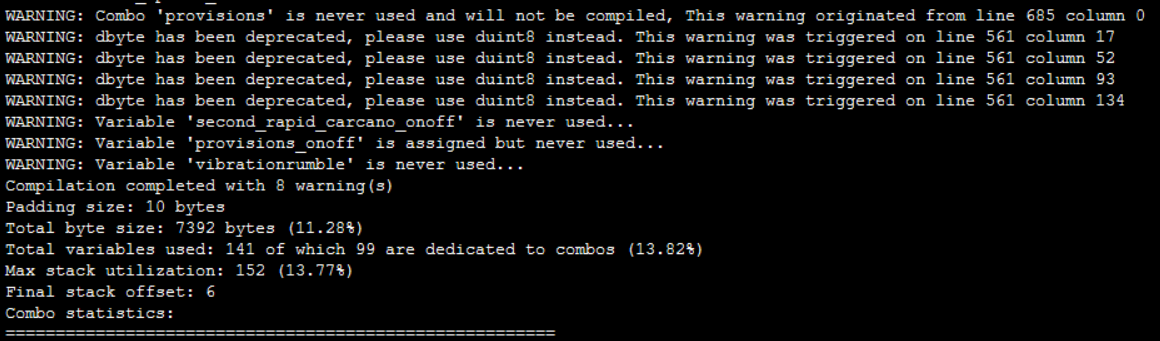 WARNING: Combo 'provisions' is never used and will not be compiled, This warning originated from line 685 column 0
WARNING: dbyte has been deprecated, please use duint8 instead. This warning was triggered on line 561 column 17
WARNING: dbyte has been deprecated, please use duint8 instead. This warning was triggered on line 561 column 52
WARNING: dbyte has been deprecated, please use duint8 instead. This warning was triggered on line 561 column 93
WARNING: dbyte has been deprecated, please use duint8 instead. This warning was triggered on line 561 column 134
WARNING: Variable 'second_rapid_carcano_onoff' is never used...
WARNING: Variable 'provisions_onoff' is assigned but never used...
WARNING: Variable 'vibrationrumble' is never used...
Compilation completed with 8 warning(s)
Padding size: 10 bytes
Total byte size: 7392 bytes (11.28%)
Total variables used: 141 of which 99 are dedicated to combos (13.82%)
Max stack utilization: 152 (13.77%)
Final stack offset: 6
Combo statistics:
=======================================================